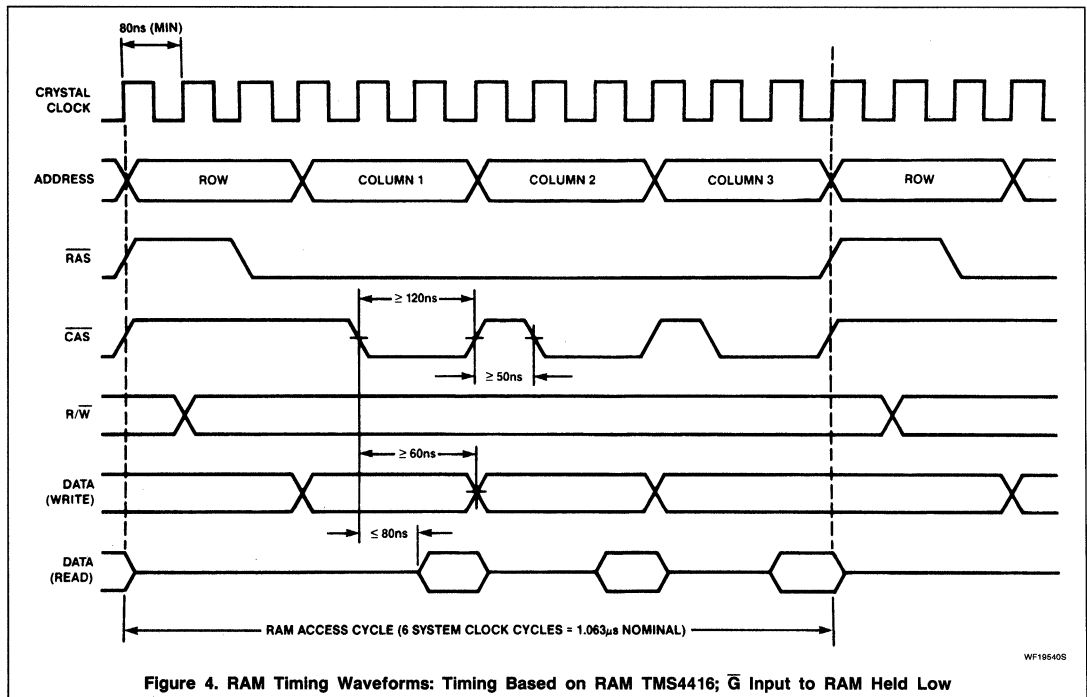 80ns (MIN)
CRYSTAL
CLOCK
ADDRESS
ROW
COLUMN 1
COLUMN 2
COLUMN 3
ROW
RAS
≥ 120ns
CAS
≥ 50ns
R/W
≥ 60ns
DATA
(WRITE)
≤ 80ns
DATA
(READ)
RAM ACCESS CYCLE (6 SYSTEM CLOCK CYCLES = 1.063μs NOMINAL)
WF19540S
Figure 4. RAM Timing Waveforms: Timing Based on RAM TMS4416; G̅ Input to RAM Held Low